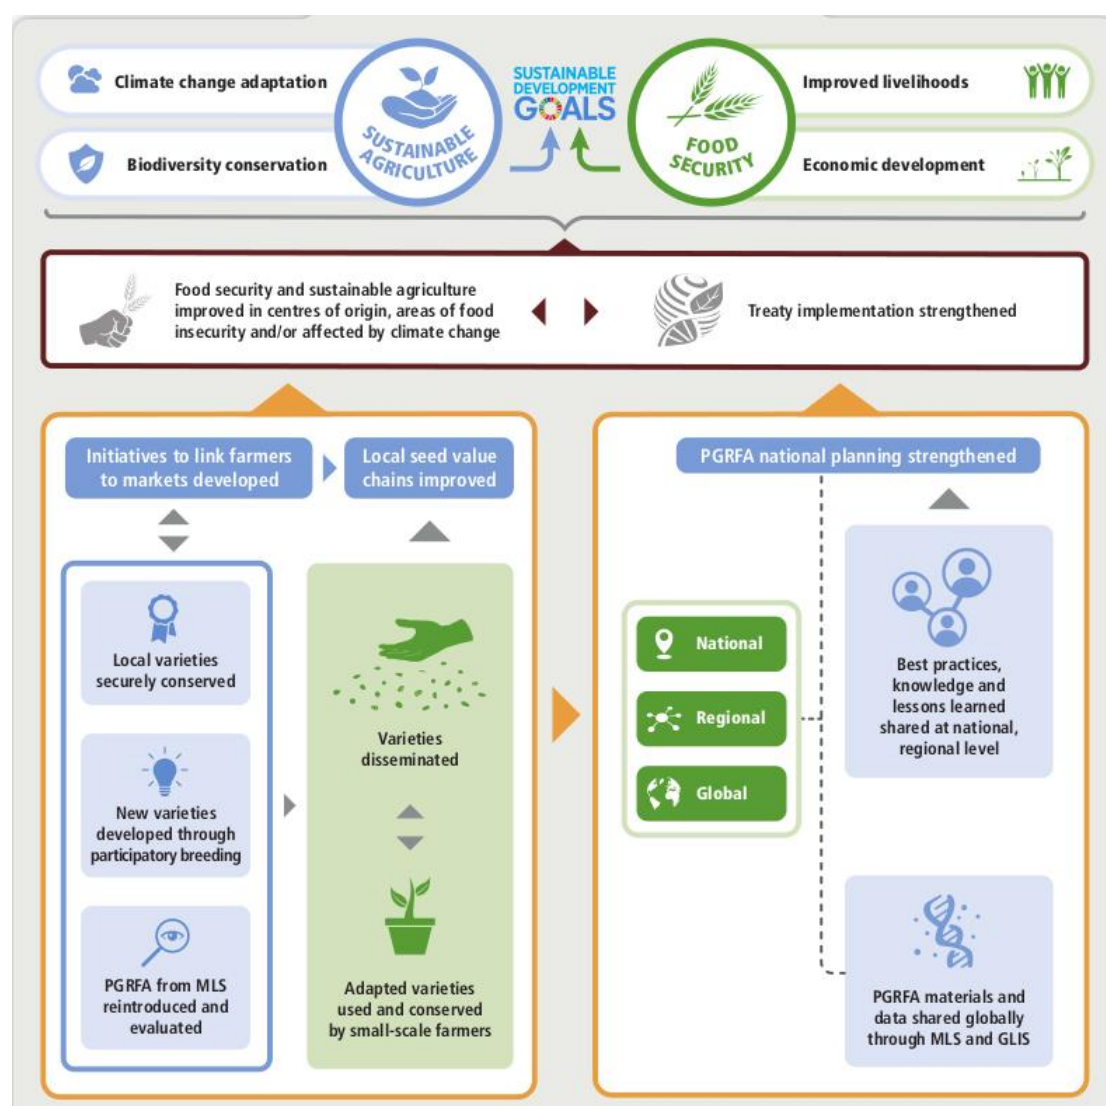 Climate change adaptation
Biodiversity conservation
SUSTAINABLE
AGRICULTURE
SUSTAINABLE
DEVELOPMENT
GOALS
FOOD
SECURITY
Improved livelihoods
Economic development
Food security and sustainable agriculture
improved in centres of origin, areas of food
insecurity and/or affected by climate change
Treaty implementation strengthened
Initiatives to link farmers
to markets developed
Local seed value
chains improved
Local varieties
securely conserved
New varieties
developed through
participatory breeding
PGRFA from MLS
reintroduced and
evaluated
Varieties
disseminated
Adapted varieties
used and conserved
by small-scale farmers
PGRFA national planning strengthened
National
Regional
Global
Best practices,
knowledge and
lessons learned
shared at national,
regional level
PGRFA materials and
data shared globally
through MLS and GLIS